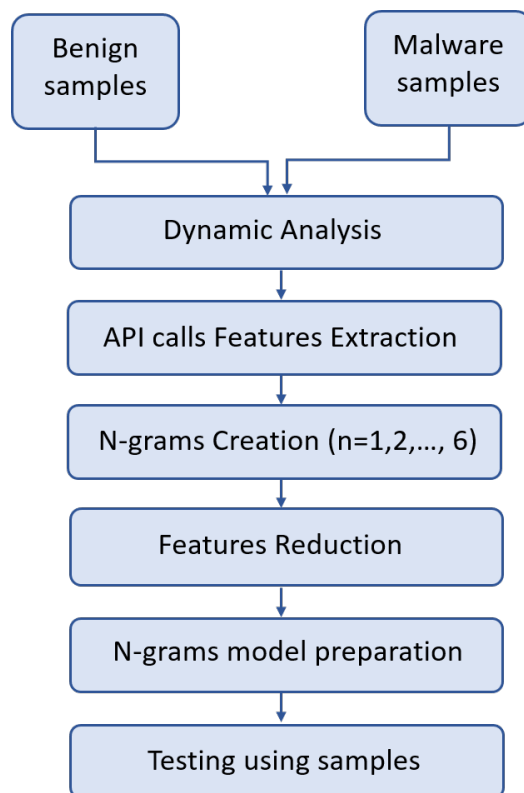 Benign
samples
Malware
samples
Dynamic Analysis
API calls Features Extraction
N-grams Creation (n=1,2,..., 6)
Features Reduction
N-grams model preparation
Testing using samples